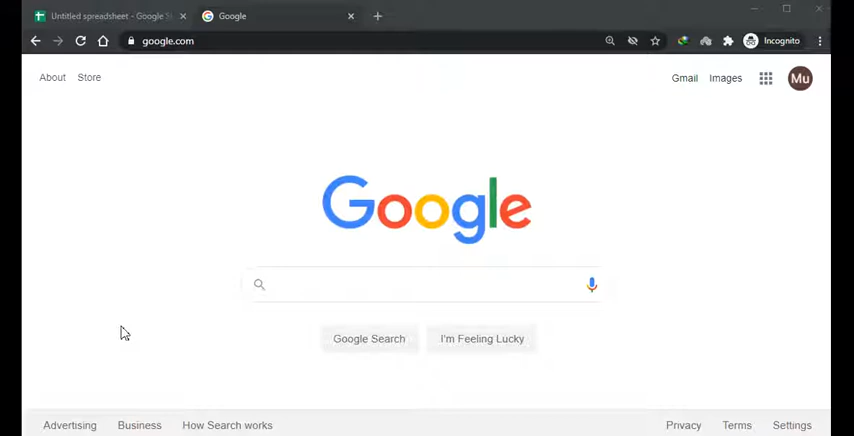 Untitled spreadsheet - Google S
Google
google.com
Incognito
About Store
Gmail Images
Mu
Google
Google Search I'm Feeling Lucky
Advertising Business How Search works
Privacy Terms Settings